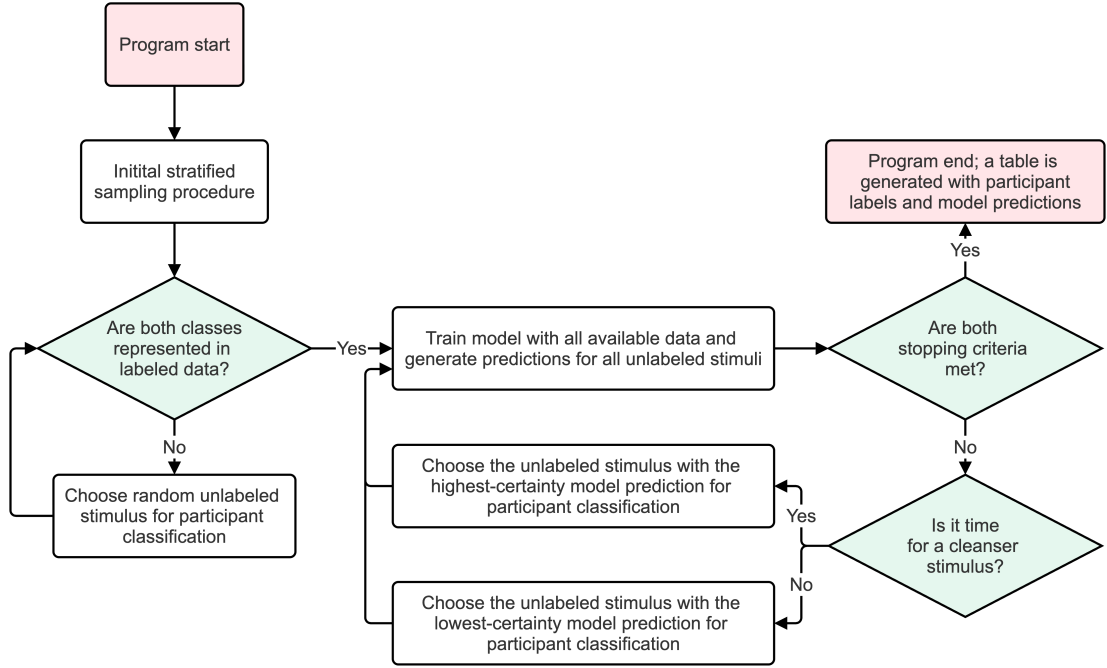 Program start
Initital stratified
sampling procedure
Are both classes
represented in
labeled data?
No
Choose random unlabeled
stimulus for participant
classification
Yes
Train model with all available data and
generate predictions for all unlabeled stimuli
Are both
stopping criteria
met?
Yes
Program end; a table is
generated with participant
labels and model predictions
No
Is it time
for a cleanser
stimulus?
Yes
Choose the unlabeled stimulus with the
highest-certainty model prediction for
participant classification
No
Choose the unlabeled stimulus with the
lowest-certainty model prediction for
participant classification